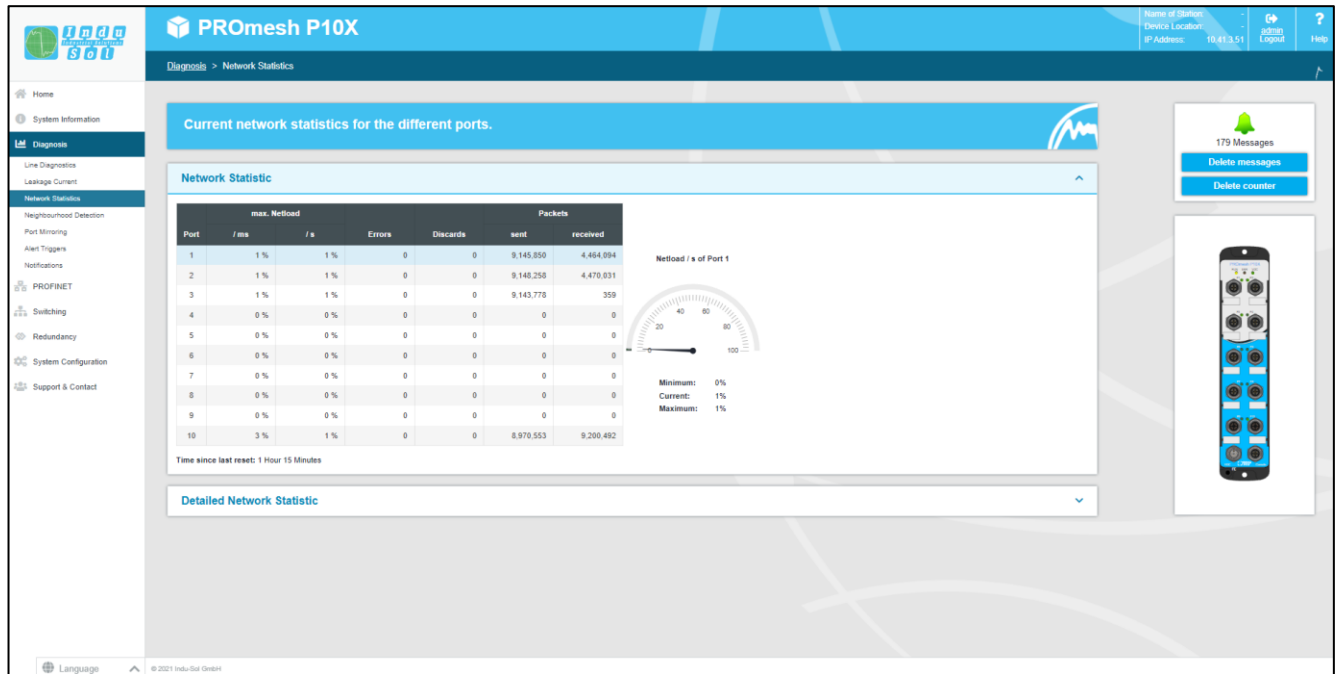 Indu
Sol
PROmesh P10X
Name of Station: -
Device Location: -
IP Address: 10.41.3.51
admin
Logout
?
Help
Diagnosis > Network Statistics
Home
System Information
Diagnosis
Line Diagnostics
Leakage Current
Network Statistics
Neighbourhood Detection
Port Mirroring
Alert Triggers
Notifications
PROFINET
Switching
Redundancy
System Configuration
Support & Contact
Current network statistics for the different ports.
Network Statistic
max. Netload Packets
Port / ms / s Errors Discards sent received
1 1 % 1 % 0 0 9,145,850 4,464,094
2 1 % 1 % 0 0 9,148,258 4,470,031
3 1 % 1 % 0 0 9,143,778 359
4 0 % 0 % 0 0 0 0
5 0 % 0 % 0 0 0 0
6 0 % 0 % 0 0 0 0
7 0 % 0 % 0 0 0 0
8 0 % 0 % 0 0 0 0
9 0 % 0 % 0 0 0 0
10 3 % 1 % 0 0 8,970,553 9,200,492
Time since last reset: 1 Hour 15 Minutes
Netload / s of Port 1
0 20 40 60 80 100
Minimum: 0%
Current: 1%
Maximum: 1%
Detailed Network Statistic
179 Messages
Delete messages
Delete counter
Language
© 2021 Indu-Sol GmbH